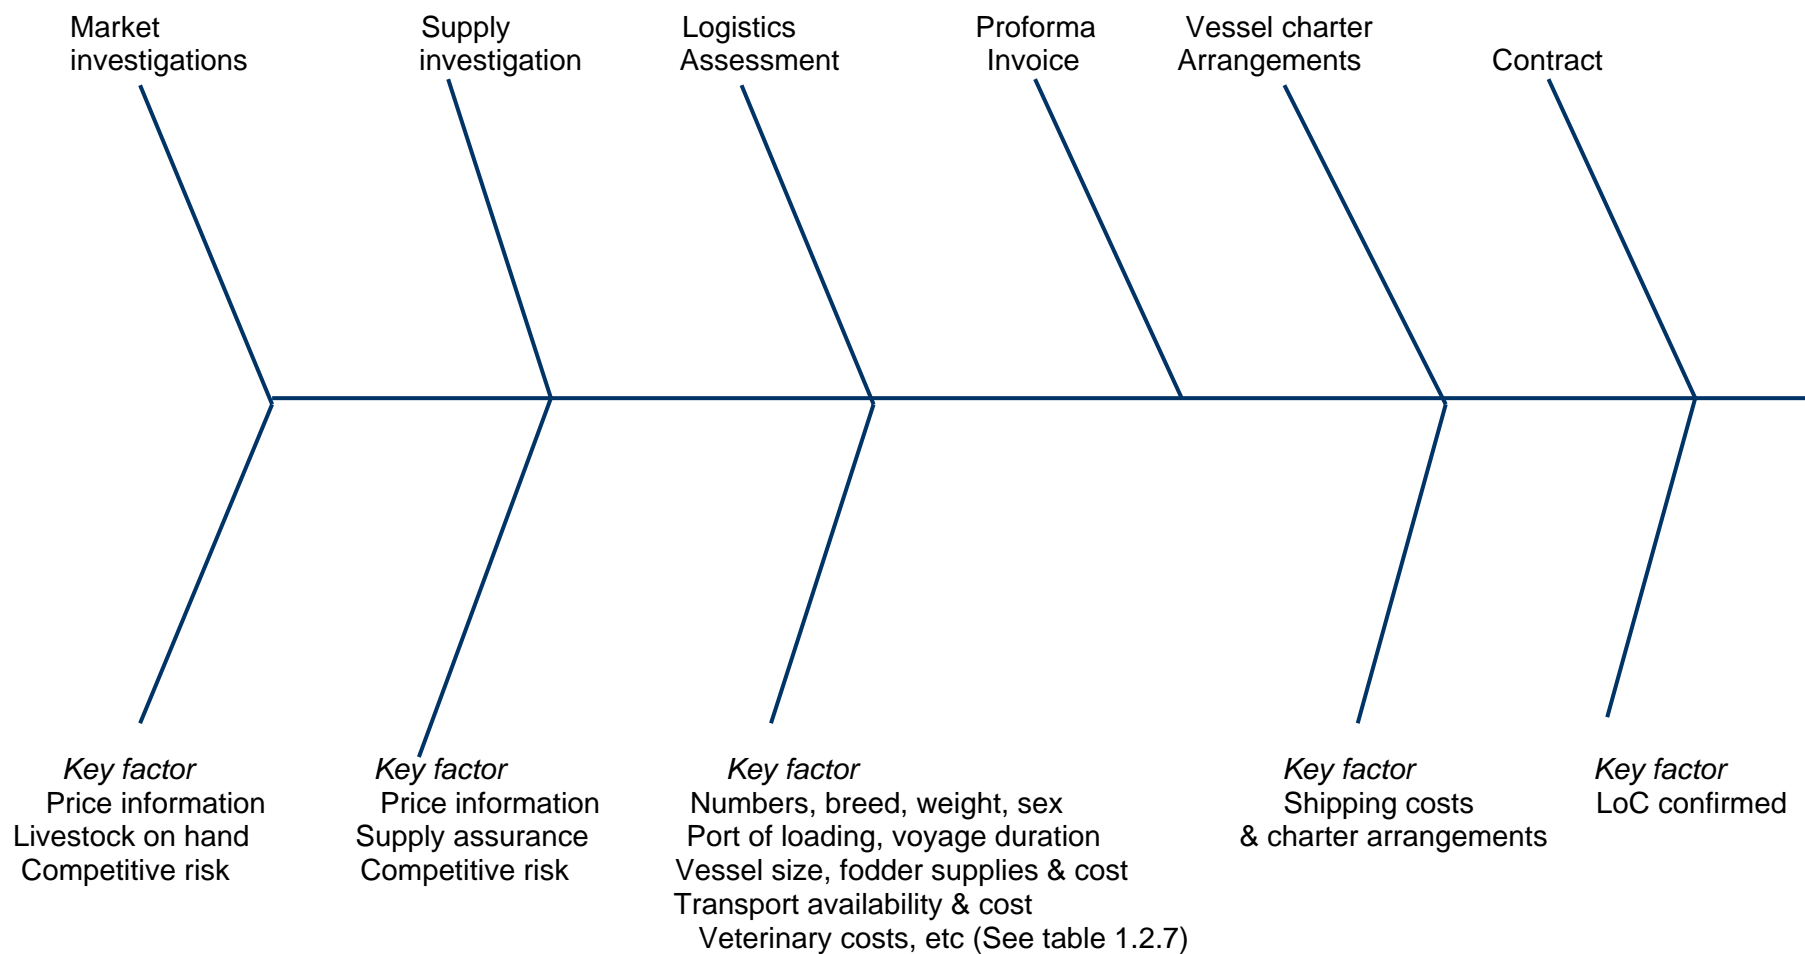 Market
investigations
Supply
investigation
Logistics
Assessment
Proforma
Invoice
Vessel charter
Arrangements
Contract
Key factor
Price information
Livestock on hand
Competitive risk
Key factor
Price information
Supply assurance
Competitive risk
Key factor
Numbers, breed, weight, sex
Port of loading, voyage duration
Vessel size, fodder supplies & cost
Transport availability & cost
Veterinary costs, etc (See table 1.2.7)
Key factor
Shipping costs
& charter arrangements
Key factor
LoC confirmed